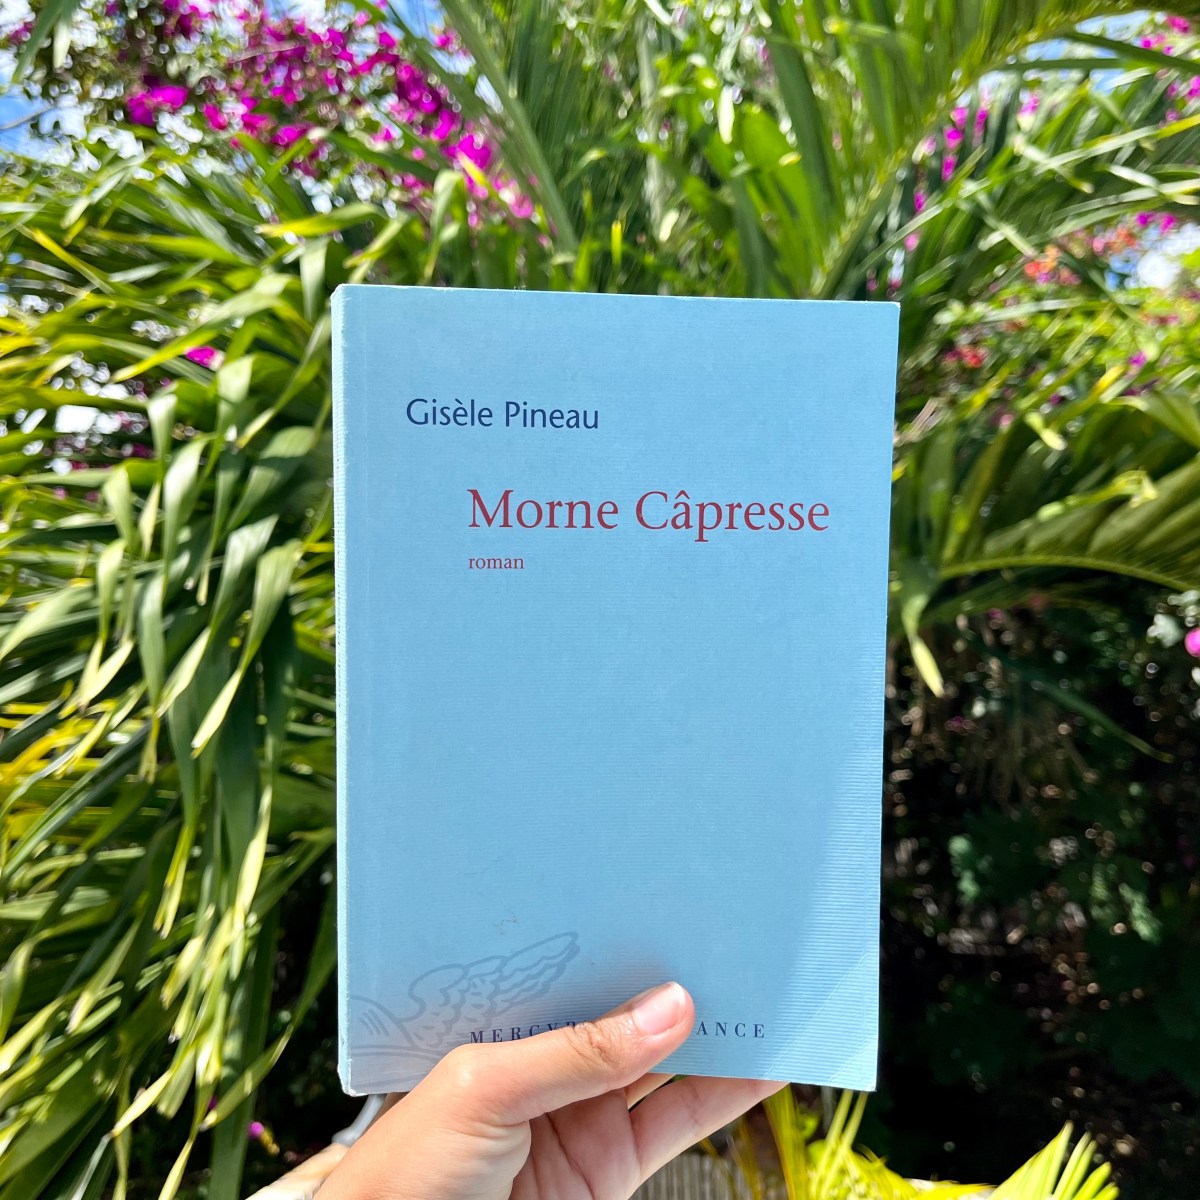 Gisèle Pineau
Morne Câpresse
roman